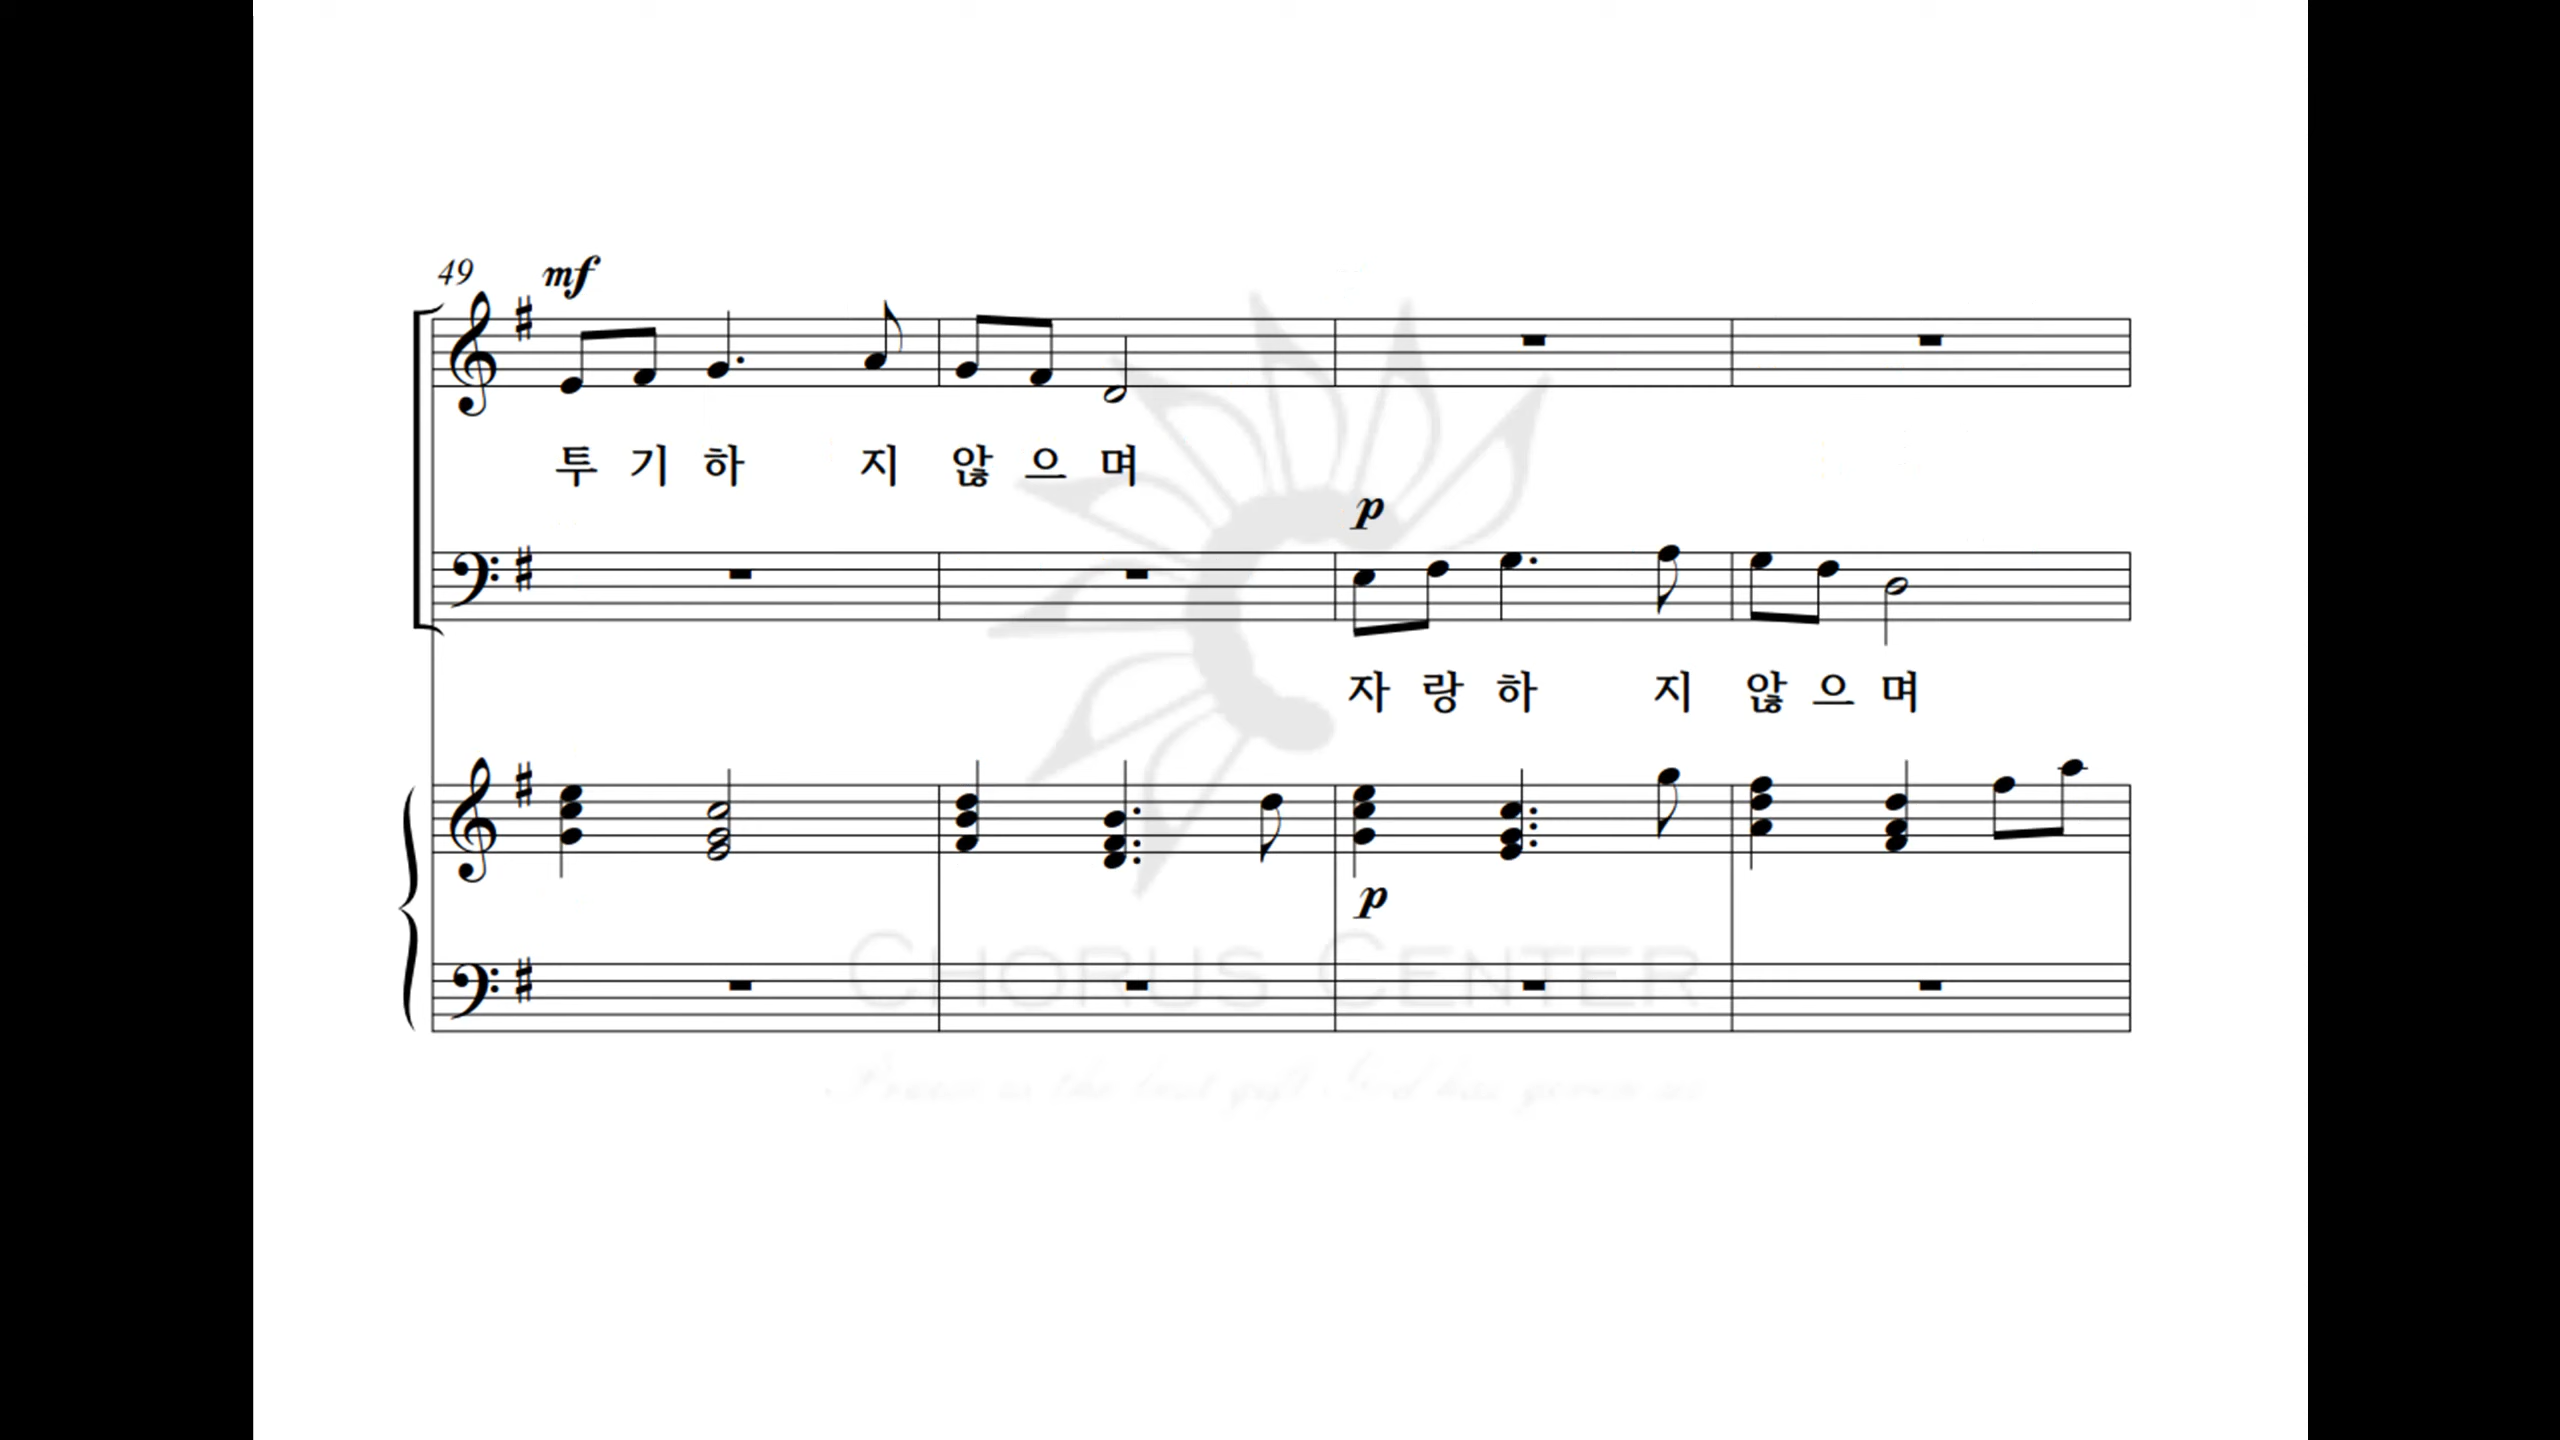 49 mf
투 기 하 지 않 으 며
p
자 랑 하 지 않 으 며
p
CHORUS CENTER